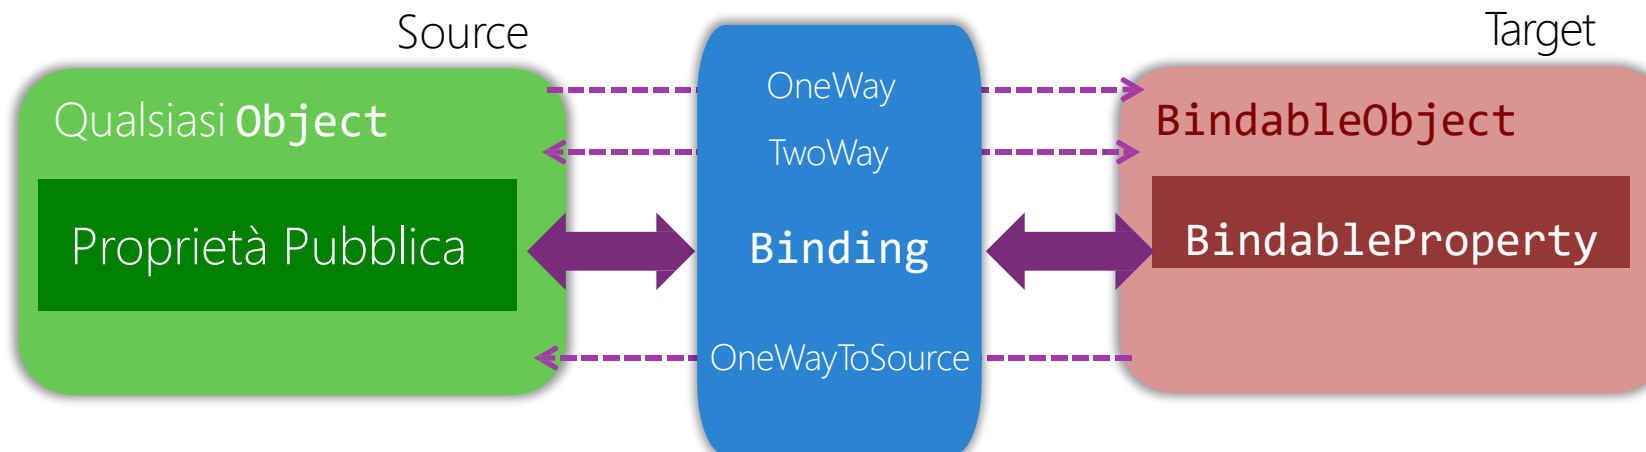 Source
Target
OneWay
Qualsiasi Object
BindableObject
TwoWay
Proprietà Pubblica
Binding
BindableProperty
OneWayToSource